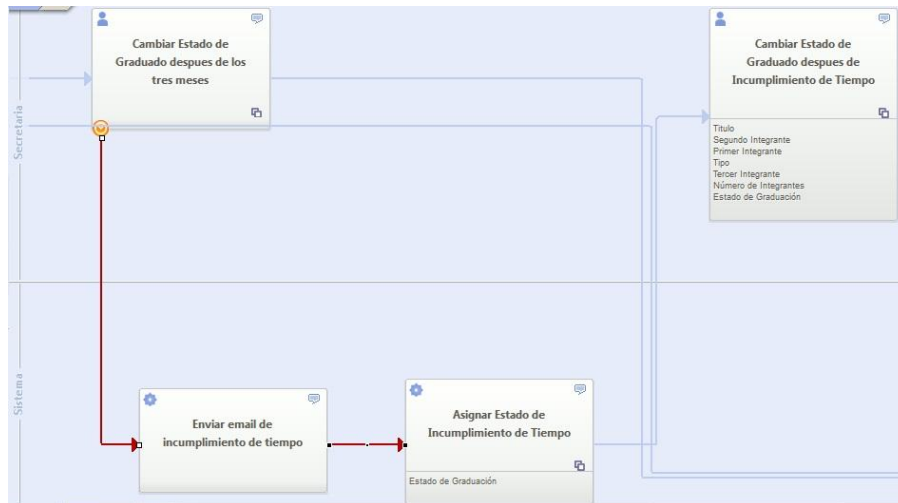 Cambiar Estado de
Graduado despues de los
tres meses
Cambiar Estado de
Graduado despues de
Incumplimiento de Tiempo
Titulo
Segundo Integrante
Primer Integrante
Tipo
Tercer Integrante
Número de Integrantes
Estado de Graduación
Secretaria
Sistema
Enviar email de
incumplimiento de tiempo
Asignar Estado de
Incumplimiento de Tiempo
Estado de Graduación